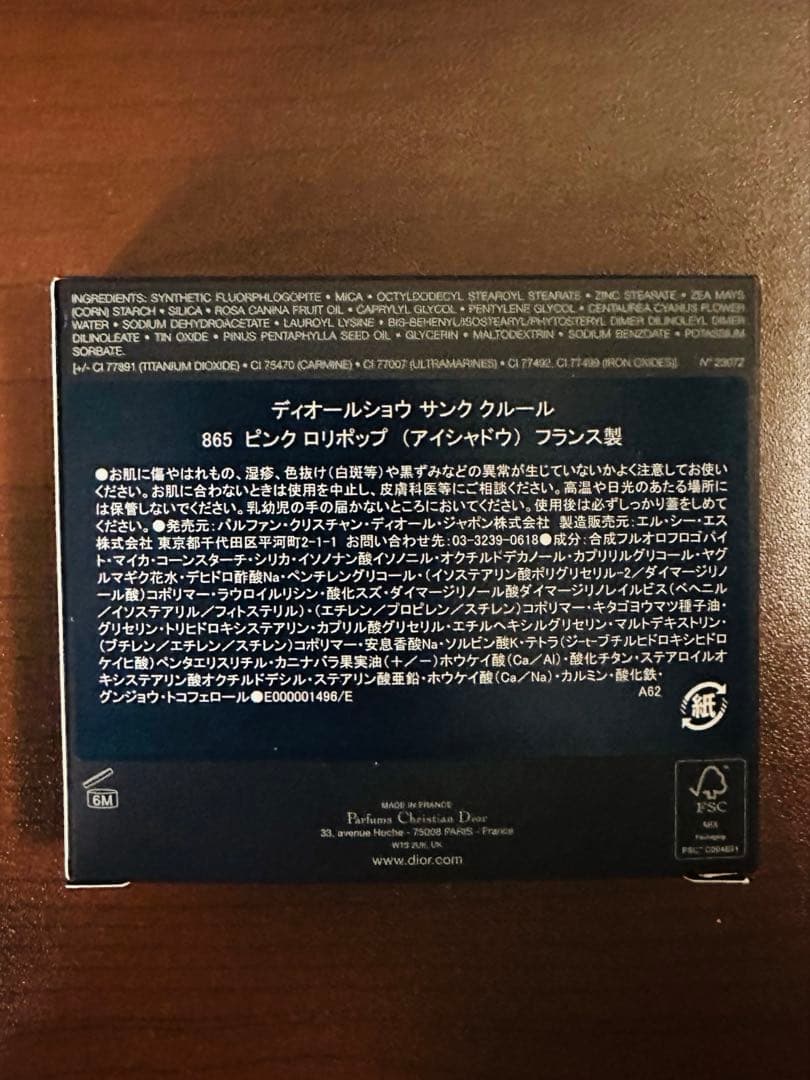 INGREDIENTS: SYNTHETIC FLUORPHLOGOPITE • MICA • OCTYLDODECYL STEAROYL STEARATE • ZINC STEARATE • ZEA MAYS
(CORN) STARCH • SILICA • ROSA CANINA FRUIT OIL • CAPRYLYL GLYCOL • PENTYLENE GLYCOL • CENTAUREA CYANUS FLOWER
WATER • SODIUM DEHYDROACETATE • LAUROYL LYSINE • BIS-BEHENYL/ISOSTEARYL/PHYTOSTERYL DIMER DILINOLEYL DIMER
DILINOLEATE • TIN OXIDE • PINUS PENTAPHYLLA SEED OIL • GLYCERIN • MALTODEXTRIN • SODIUM BENZOATE • POTASSIUM
SORBATE.
[+/- CI 77891 (TITANIUM DIOXIDE) • CI 75470 (CARMINE) • CI 77007 (ULTRAMARINES) • CI 77492, CI 77499 (IRON OXIDES)] N° 23072
ディオールショウ サンク クルール
865 ピンク ロリポップ (アイシャドウ) フランス製
●お肌に傷やはれもの、湿疹、色抜け(白斑等)や黒ずみなどの異常が生じていないかよく注意してお使い
ください。お肌に合わないときは使用を中止し、皮膚科医等にご相談ください。高温や日光のあたる場所に
は保管しないでください。乳幼児の手の届かないところにおいてください。使用後は必ずしっかり蓋をしめて
ください。●発売元:パルファン・クリスチャン・ディオール・ジャポン株式会社 製造販売元:エル・シー・エス
株式会社 東京都千代田区平河町2-1-1 お問い合わせ先:03-3239-0618●成分:合成フルオロフロゴパイ
ト・マイカ・コーンスターチ・シリカ・イソノナン酸イソノニル・オクチルドデカノール・カプリリルグリコール・ヤグ
ルマギク花水・デヒドロ酢酸Na・ペンチレングリコール・(イソステアリン酸ポリグリセリル-2/ダイマージリノ
ール酸)コポリマー・ラウロイルリシン・酸化スズ・ダイマージリノール酸ダイマージリノレイルビス(ベヘニル
/イソステアリル/フィトステリル)・(エチレン/プロピレン/スチレン)コポリマー・キタゴヨウマツ種子油・
グリセリン・トリヒドロキシステアリン・カプリル酸グリセリル・エチルヘキシルグリセリン・マルトデキストリン・
(ブチレン/エチレン/スチレン)コポリマー・安息香酸Na・ソルビン酸K・テトラ(ジ-t-ブチルヒドロキシヒドロ
ケイヒ酸)ペンタエリスリチル・カニナバラ果実油(+/-)ホウケイ酸(Ca/Al)・酸化チタン・ステアロイルオ
キシステアリン酸オクチルドデシル・ステアリン酸亜鉛・ホウケイ酸(Ca/Na)・カルミン・酸化鉄・
グンジョウ・トコフェロール●E000001496/E A62
紙
6M
MADE IN FRANCE
Parfums Christian Dior
33, avenue Hoche - 75008 PARIS - France
W1S 2UR, UK
www.dior.com
FSC
MIX
Packaging